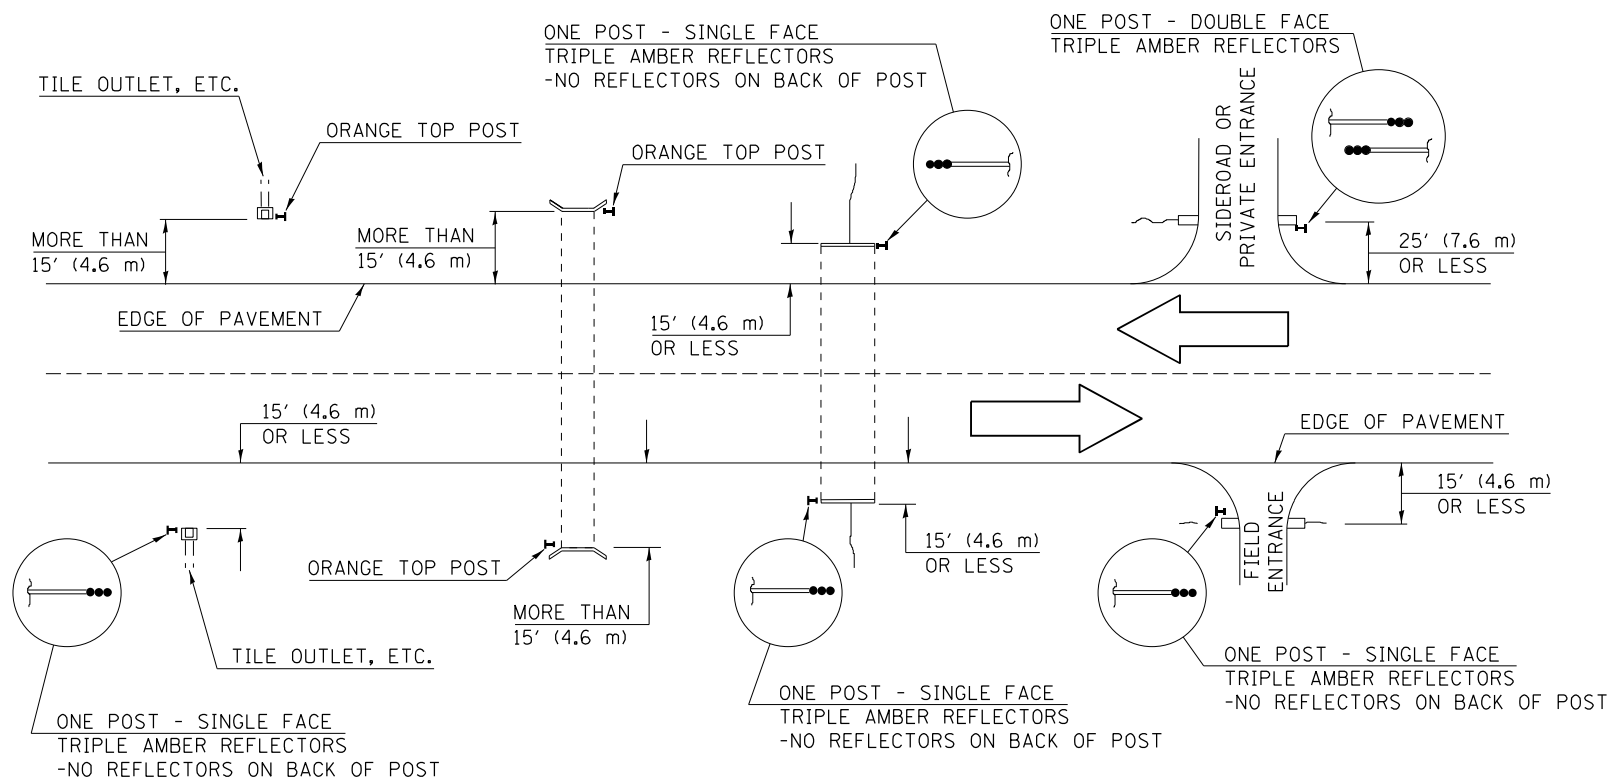 ONE POST - SINGLE FACE
TRIPLE AMBER REFLECTORS
-NO REFLECTORS ON BACK OF POST
ONE POST - DOUBLE FACE
TRIPLE AMBER REFLECTORS
TILE OUTLET, ETC.
ORANGE TOP POST
ORANGE TOP POST
SIDEROAD OR
PRIVATE ENTRANCE
MORE THAN
15' (4.6 m)
MORE THAN
15' (4.6 m)
25' (7.6 m)
OR LESS
EDGE OF PAVEMENT
15' (4.6 m)
OR LESS
15' (4.6 m)
OR LESS
EDGE OF PAVEMENT
15' (4.6 m)
OR LESS
FIELD
ENTRANCE
15' (4.6 m)
OR LESS
ORANGE TOP POST
MORE THAN
15' (4.6 m)
TILE OUTLET, ETC.
ONE POST - SINGLE FACE
TRIPLE AMBER REFLECTORS
-NO REFLECTORS ON BACK OF POST
ONE POST - SINGLE FACE
TRIPLE AMBER REFLECTORS
-NO REFLECTORS ON BACK OF POST
ONE POST - SINGLE FACE
TRIPLE AMBER REFLECTORS
-NO REFLECTORS ON BACK OF POST